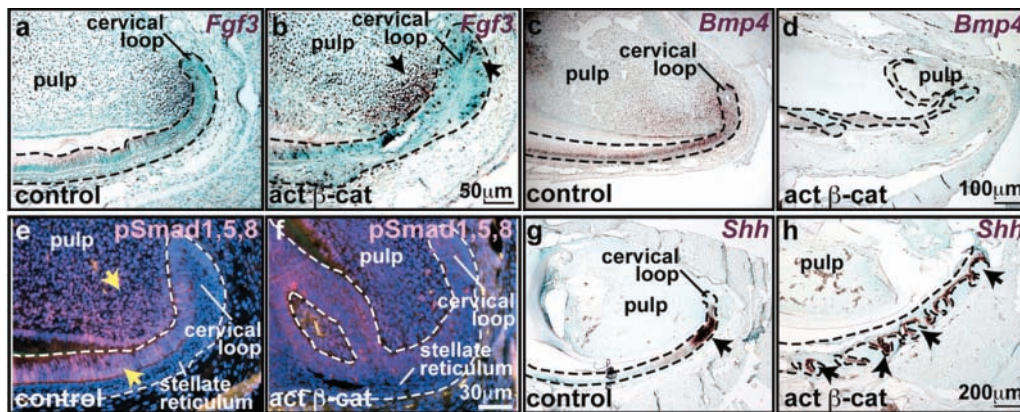 a
Fgf3
cervical
loop
pulp
control
b
Fgf3
cervical
loop
pulp
act β-cat
50μm
c
Bmp4
cervical
loop
pulp
control
d
Bmp4
pulp
act β-cat
100μm
e
pSmad1,5,8
pulp
cervical
loop
stellate
reticulum
control
f
pSmad1,5,8
pulp
cervical
loop
stellate
reticulum
act β-cat
30μm
g
Shh
cervical
loop
pulp
control
h
Shh
pulp
act β-cat
200μm